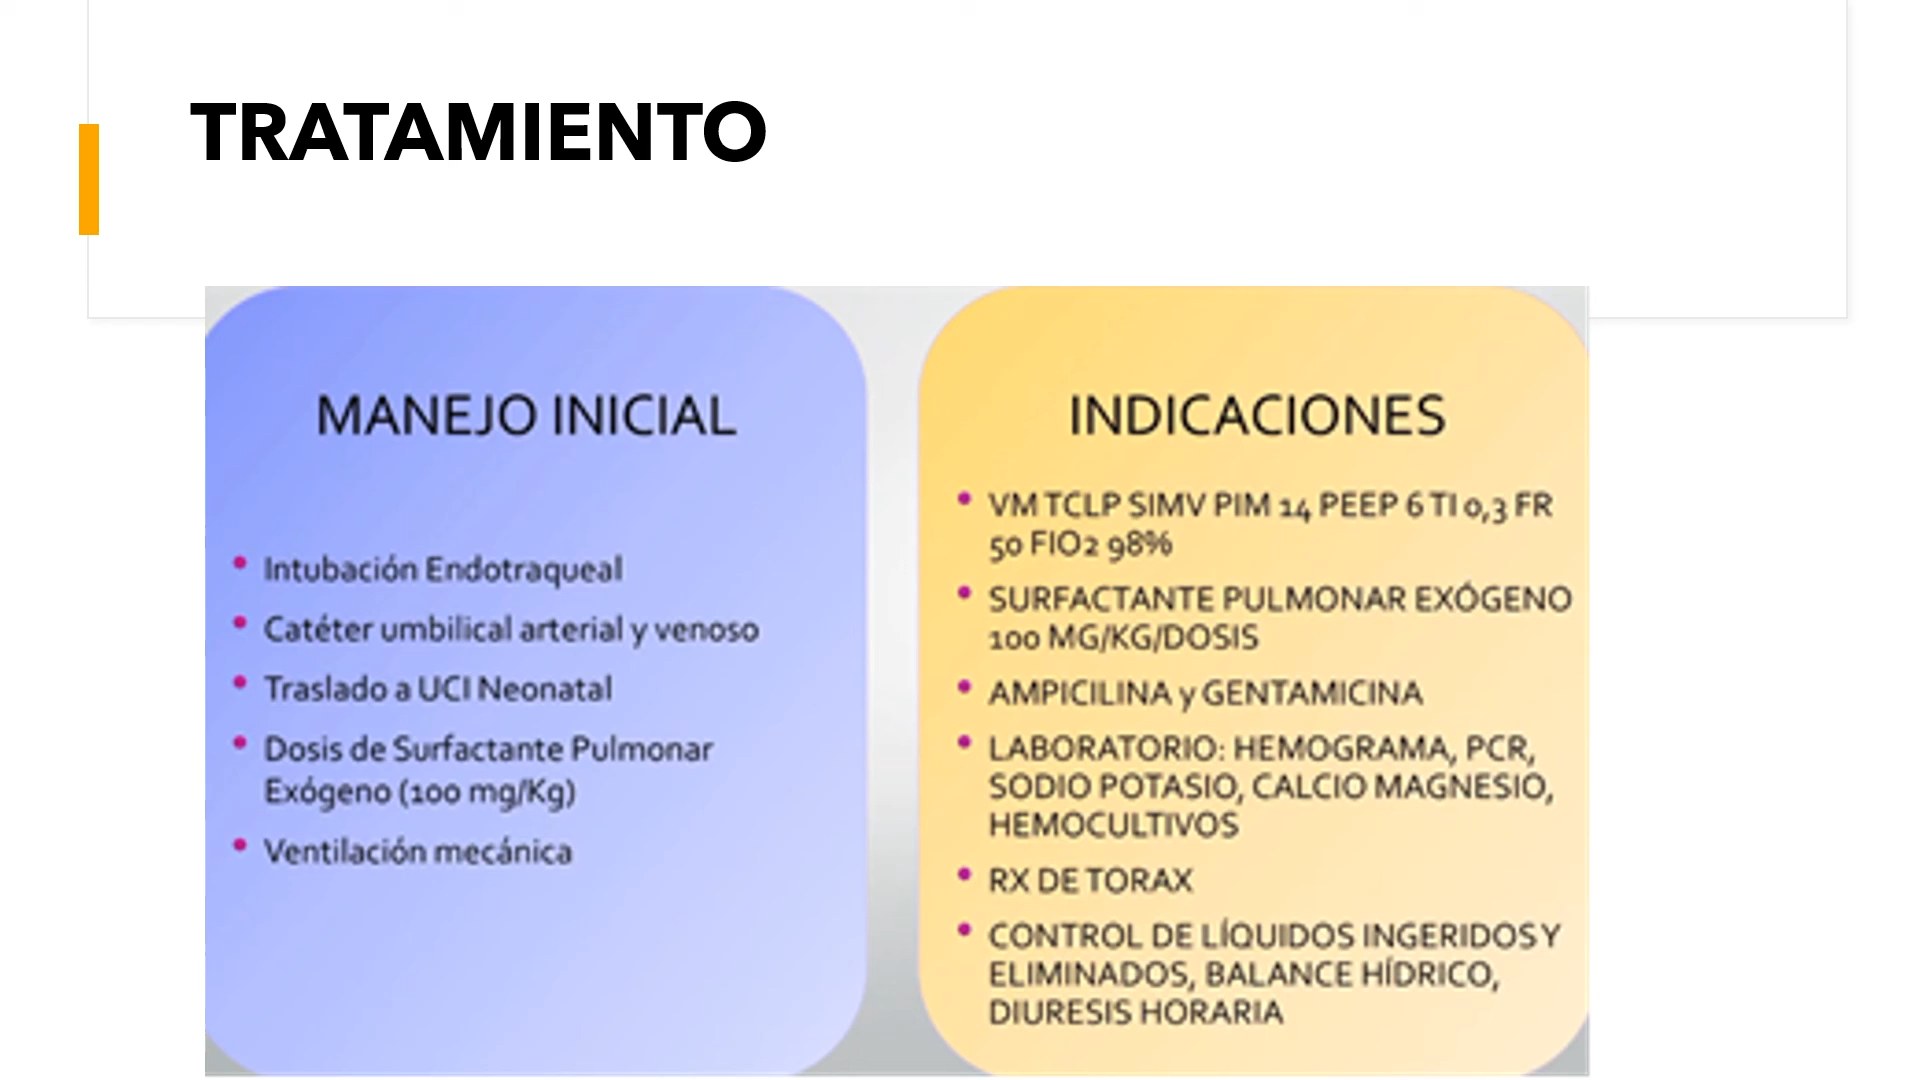 TRATAMIENTO
MANEJO INICIAL
• Intubación Endotraqueal
• Catéter umbilical arterial y venoso
• Traslado a UCI Neonatal
• Dosis de Surfactante Pulmonar
Exógeno (100 mg/Kg)
• Ventilación mecánica
INDICACIONES
• VM TCLP SIMV PIM 14 PEEP 6 TI 0,3 FR
50 FIO2 98%
• SURFACTANTE PULMONAR EXÓGENO
100 MG/KG/DOSIS
• AMPICILINA y GENTAMICINA
• LABORATORIO: HEMOGRAMA, PCR,
SODIO POTASIO, CALCIO MAGNESIO,
HEMOCULTIVOS
• RX DE TORAX
• CONTROL DE LÍQUIDOS INGERIDOS Y
ELIMINADOS, BALANCE HÍDRICO,
DIURESIS HORARIA